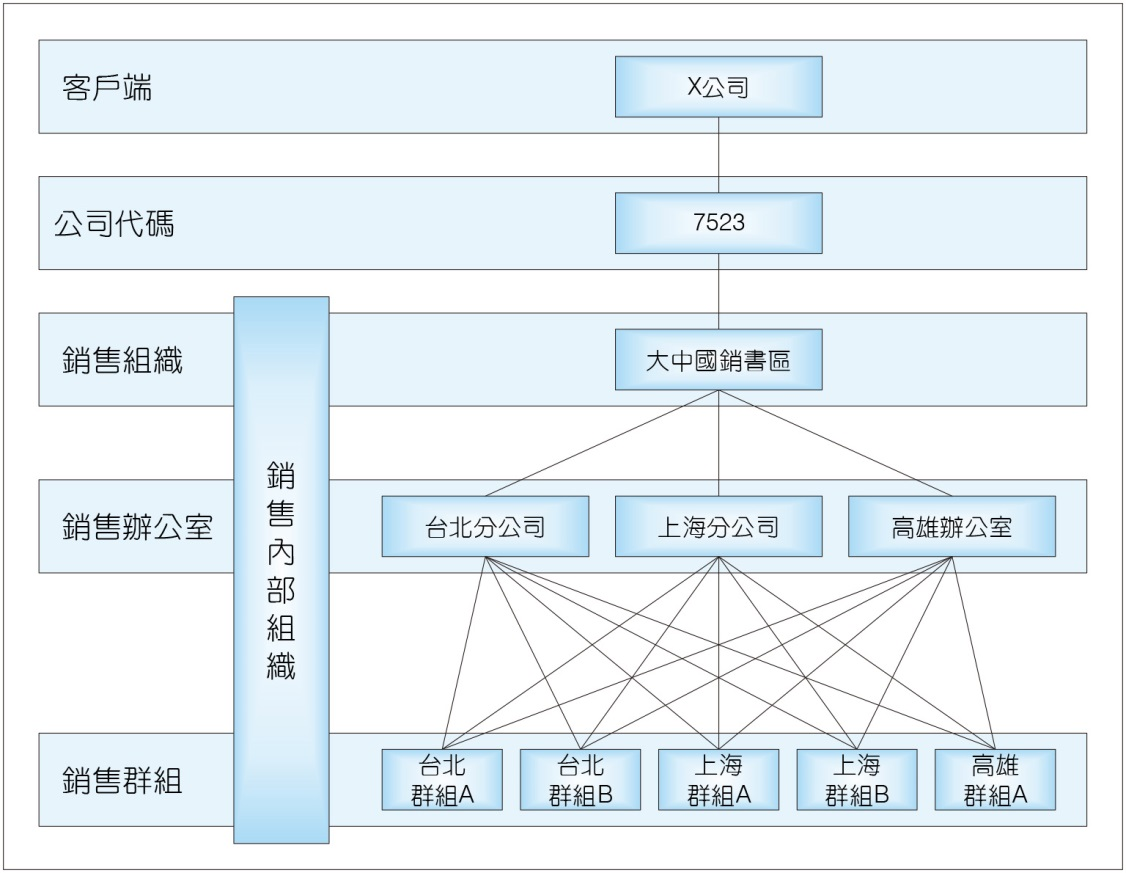 客戶端
X公司
公司代碼
7523
銷售組織
大中國銷書區
銷售內部組織
銷售辦公室
台北分公司
上海分公司
高雄辦公室
銷售群組
台北
群組A
台北
群組B
上海
群組A
上海
群組B
高雄
群組A